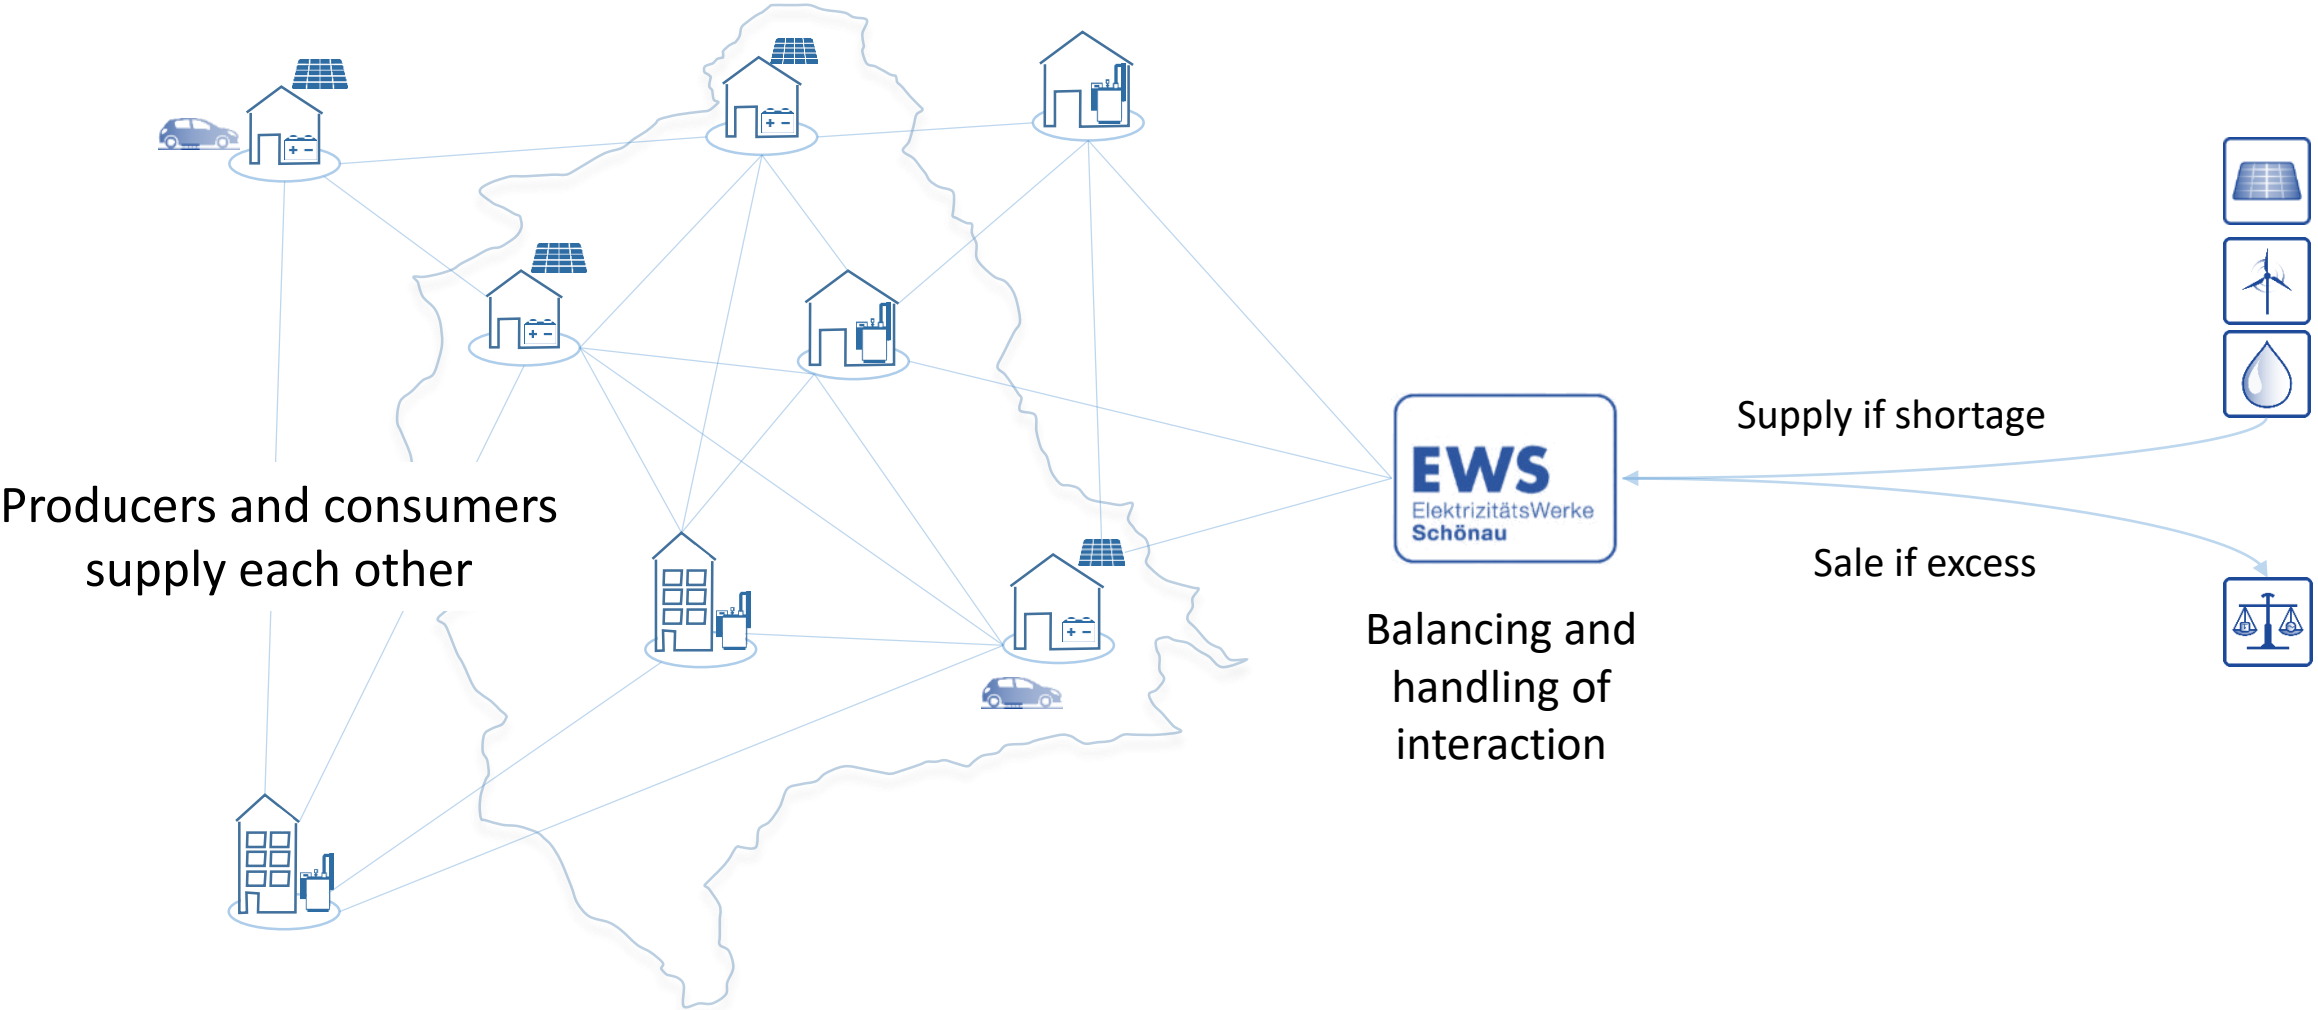 Producers and consumers
supply each other
EWS
ElektrizitätsWerke
Schönau
Balancing and
handling of
interaction
Supply if shortage
Sale if excess